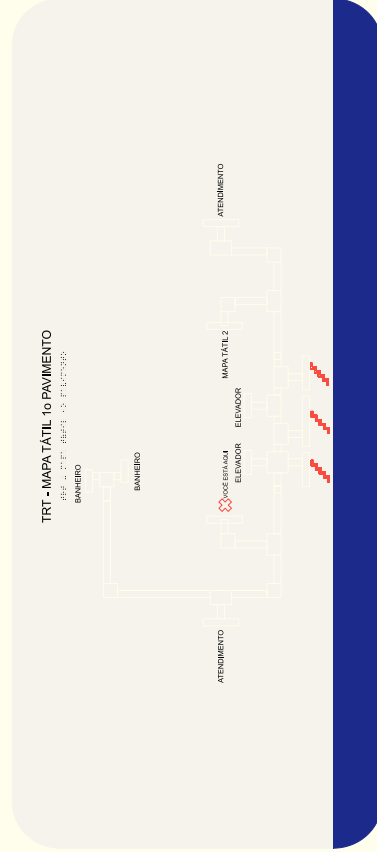 TRT - MAPA TÁTIL 1o PAVIMENTO
BANHEIRO
BANHEIRO
ATENDIMENTO
MAPA TÁTIL 2
VOCÊ ESTÁ AQUI
ELEVADOR
ELEVADOR
ATENDIMENTO